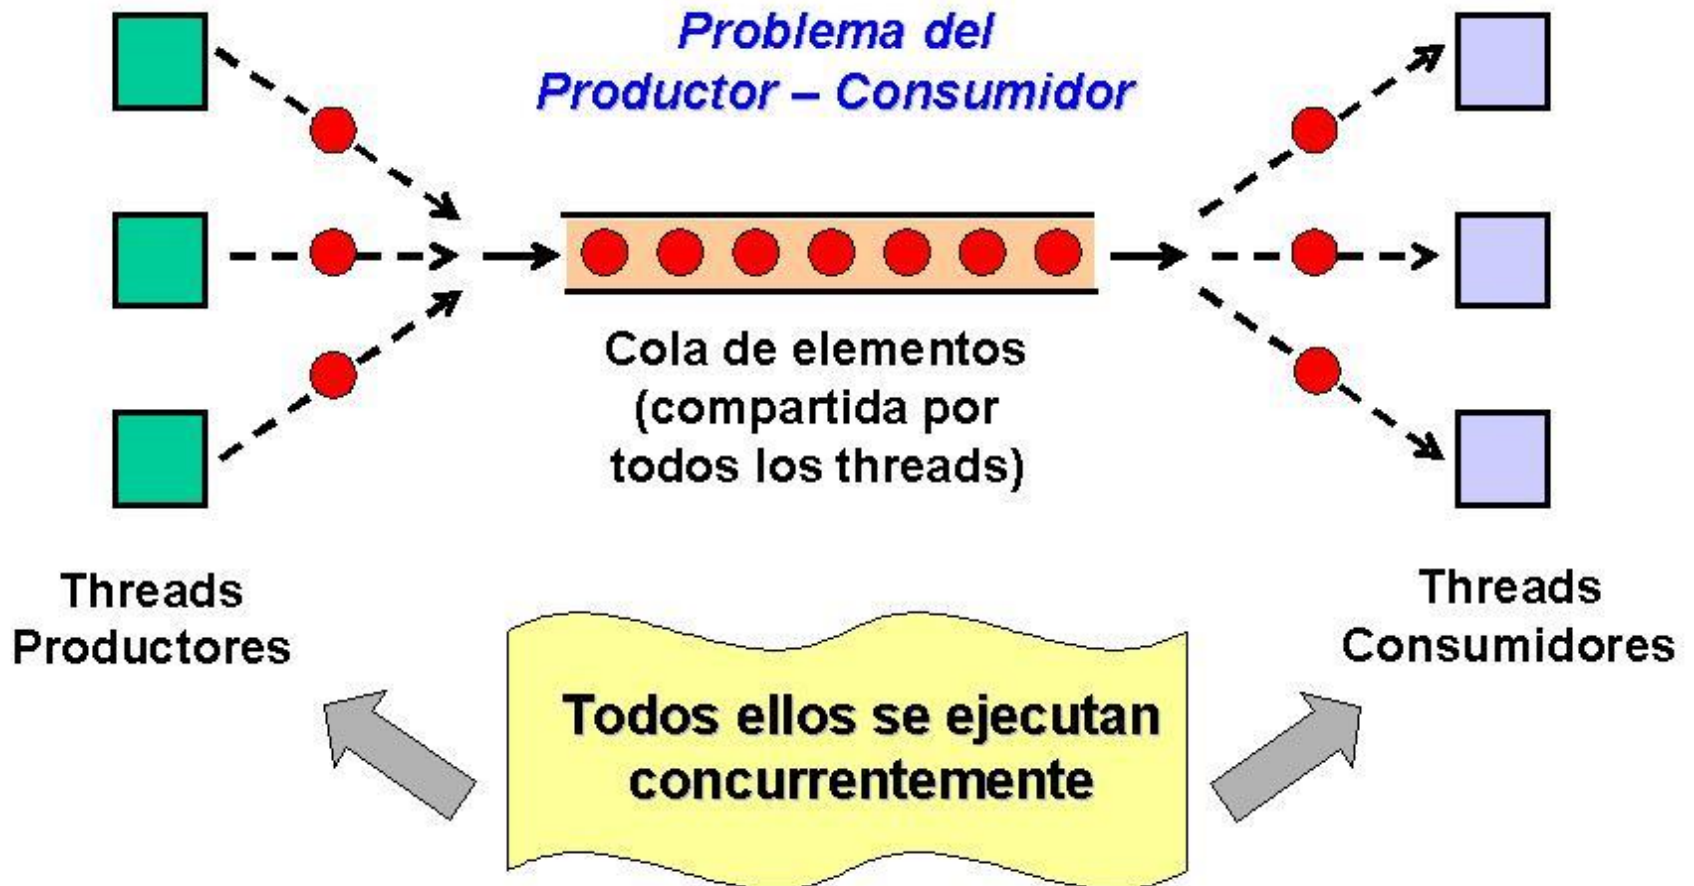 Problema del
Productor – Consumidor
Cola de elementos
(compartida por
todos los threads)
Threads
Productores
Threads
Consumidores
Todos ellos se ejecutan
concurrentemente